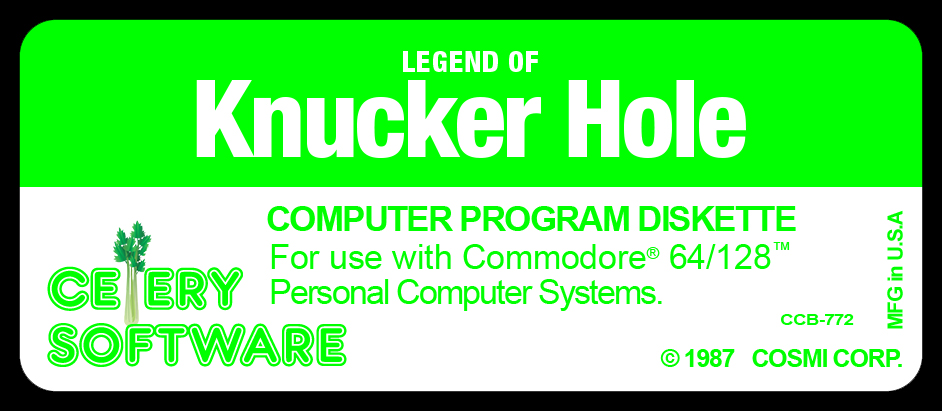 LEGEND OF
Knucker Hole
COMPUTER PROGRAM DISKETTE
For use with Commodore® 64/128™
Personal Computer Systems.
CELERY
SOFTWARE
CCB-772
MFG in U.S.A
© 1987 COSMI CORP.